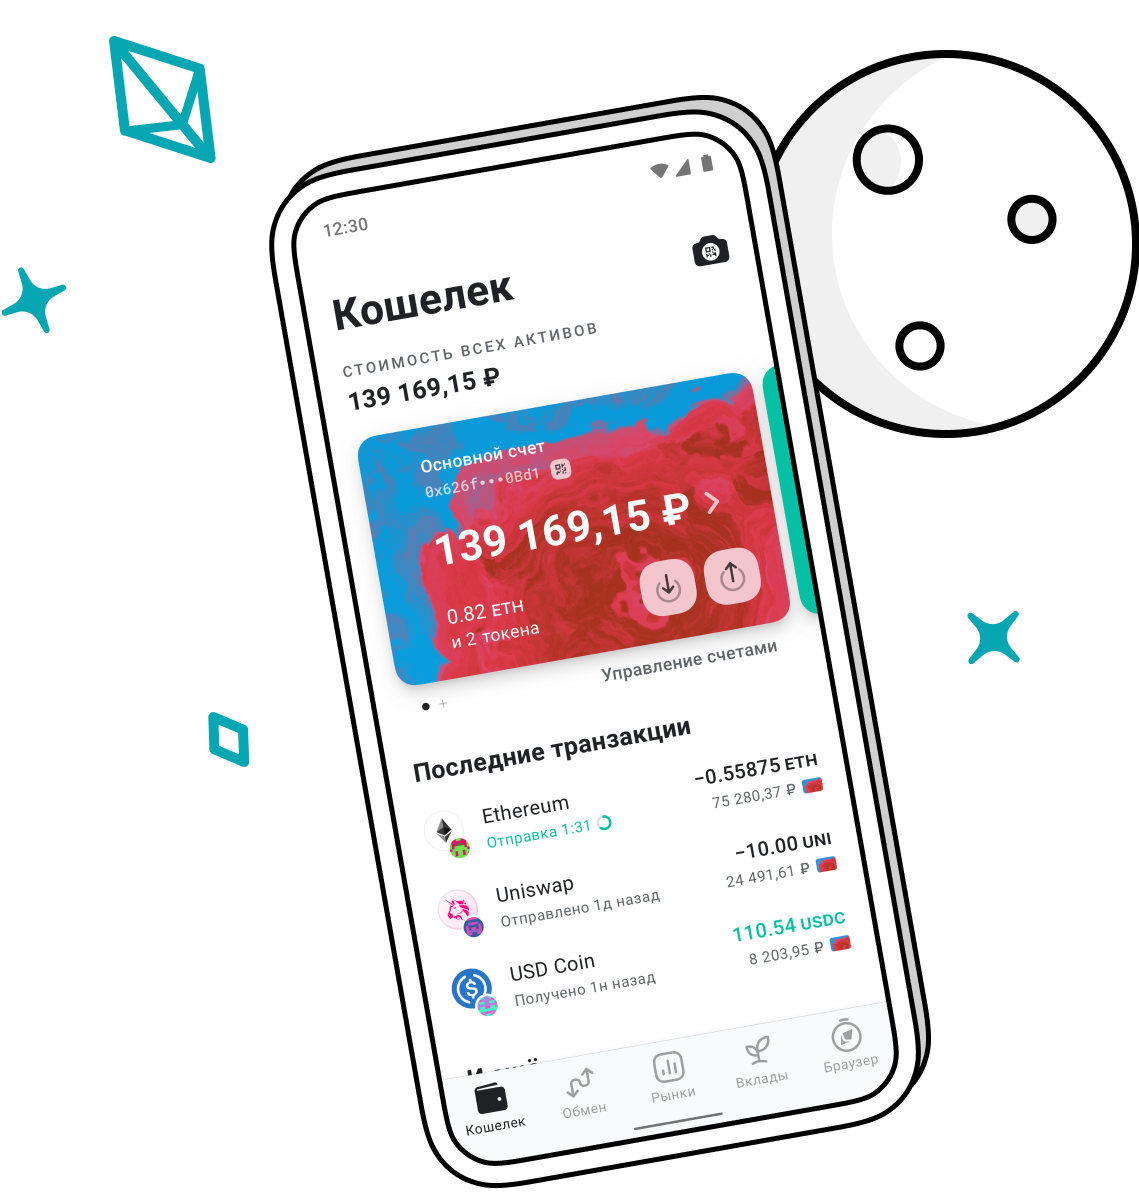 12:30
Кошелек
СТОИМОСТЬ ВСЕХ АКТИВОВ
139 169,15 ₽
Основной счет
0x626f•••0Bd1
139 169,15 ₽
0.82 ETH
и 2 токена
Управление счетами
Последние транзакции
Ethereum
−0.55875 ETH
Отправка 1:31
75 280,37 ₽
Uniswap
−10.00 UNI
Отправлено 1д назад
24 491,61 ₽
USD Coin
110.54 USDC
Получено 1н назад
8 203,95 ₽
Кошелек
Обмен
Рынки
Вклады
Браузер